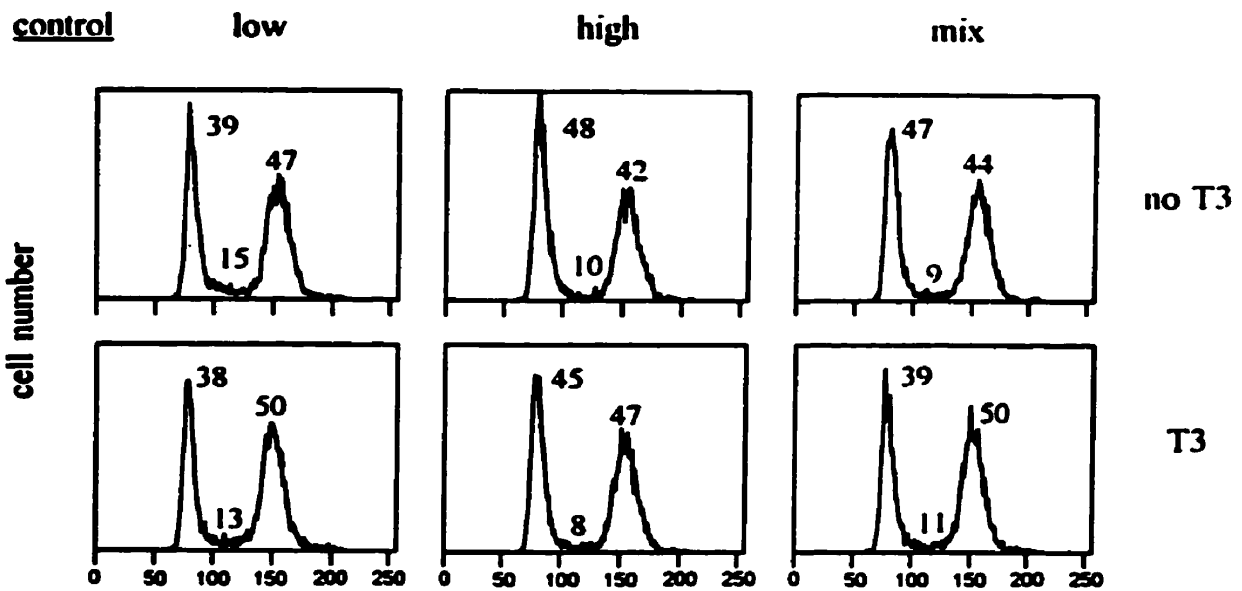 control low high mix
39 47 15
48 42 10
47 44 9
no T3
cell number
38 50 13
45 47 8
39 50 11
T3
0 50 100 150 200 250
0 50 100 150 200 250
0 50 100 150 200 250